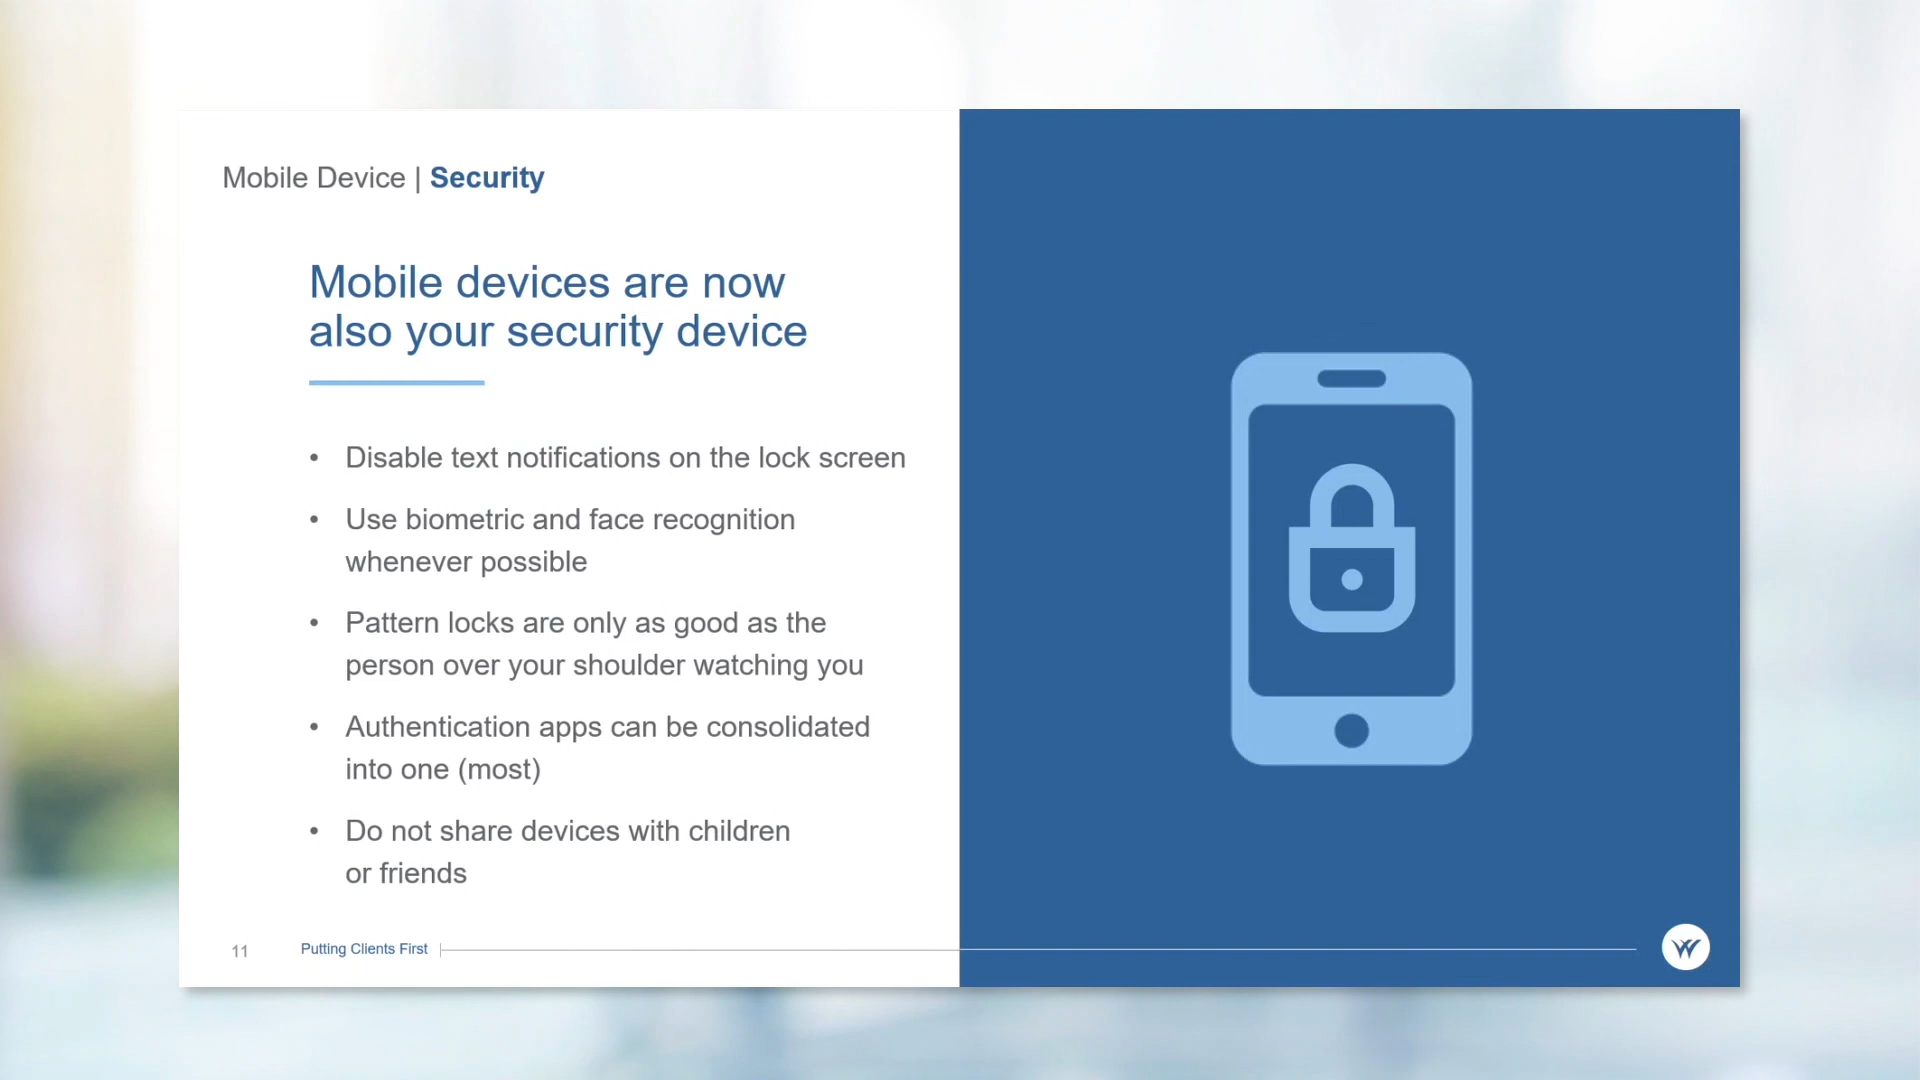 Mobile Device | Security
Mobile devices are now
also your security device
• Disable text notifications on the lock screen
• Use biometric and face recognition
whenever possible
• Pattern locks are only as good as the
person over your shoulder watching you
• Authentication apps can be consolidated
into one (most)
• Do not share devices with children
or friends
11
Putting Clients First
W